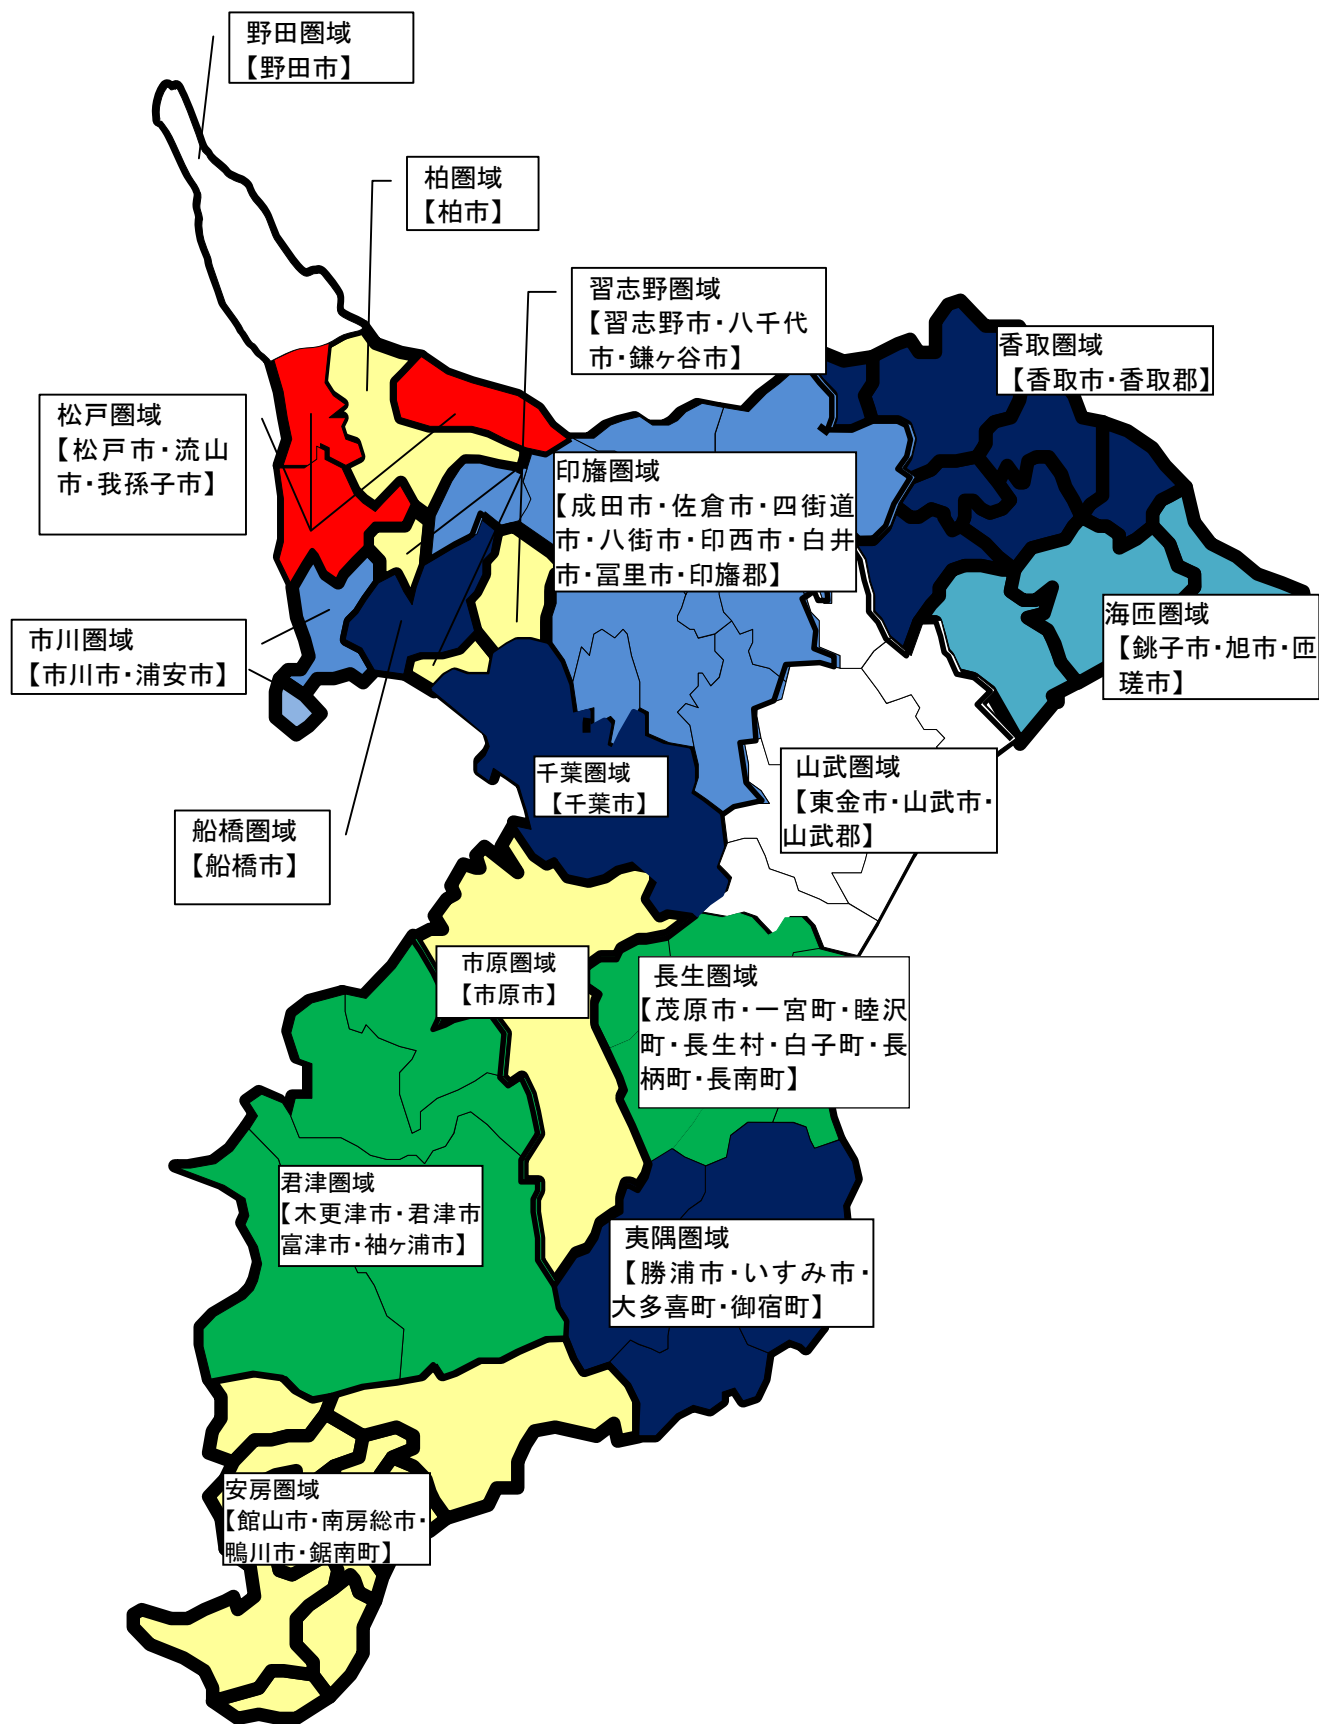 野田圏域
【野田市】
柏圏域
【柏市】
習志野圏域
【習志野市・八千代
市・鎌ヶ谷市】
香取圏域
【香取市・香取郡】
松戸圏域
【松戸市・流山
市・我孫子市】
印旛圏域
【成田市・佐倉市・四街道
市・八街市・印西市・白井
市・冨里市・印旛郡】
海匝圏域
【銚子市・旭市・匝
瑳市】
市川圏域
【市川市・浦安市】
千葉圏域
【千葉市】
山武圏域
【東金市・山武市・
山武郡】
船橋圏域
【船橋市】
市原圏域
【市原市】
長生圏域
【茂原市・一宮町・睦沢
町・長生村・白子町・長
柄町・長南町】
君津圏域
【木更津市・君津市
富津市・袖ヶ浦市】
夷隅圏域
【勝浦市・いすみ市・
大多喜町・御宿町】
安房圏域
【館山市・南房総市・
鴨川市・鋸南町】